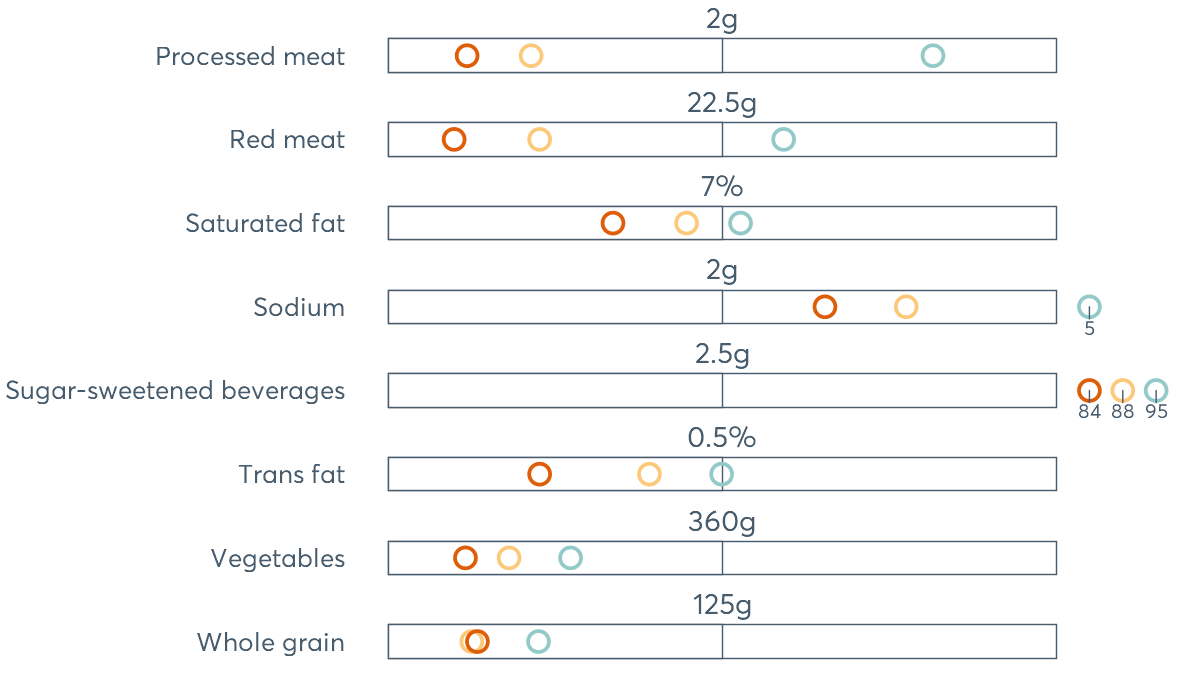 2g
Processed meat
22.5g
Red meat
7%
Saturated fat
2g
Sodium
5
2.5g
Sugar-sweetened beverages
84 88 95
0.5%
Trans fat
360g
Vegetables
125g
Whole grain